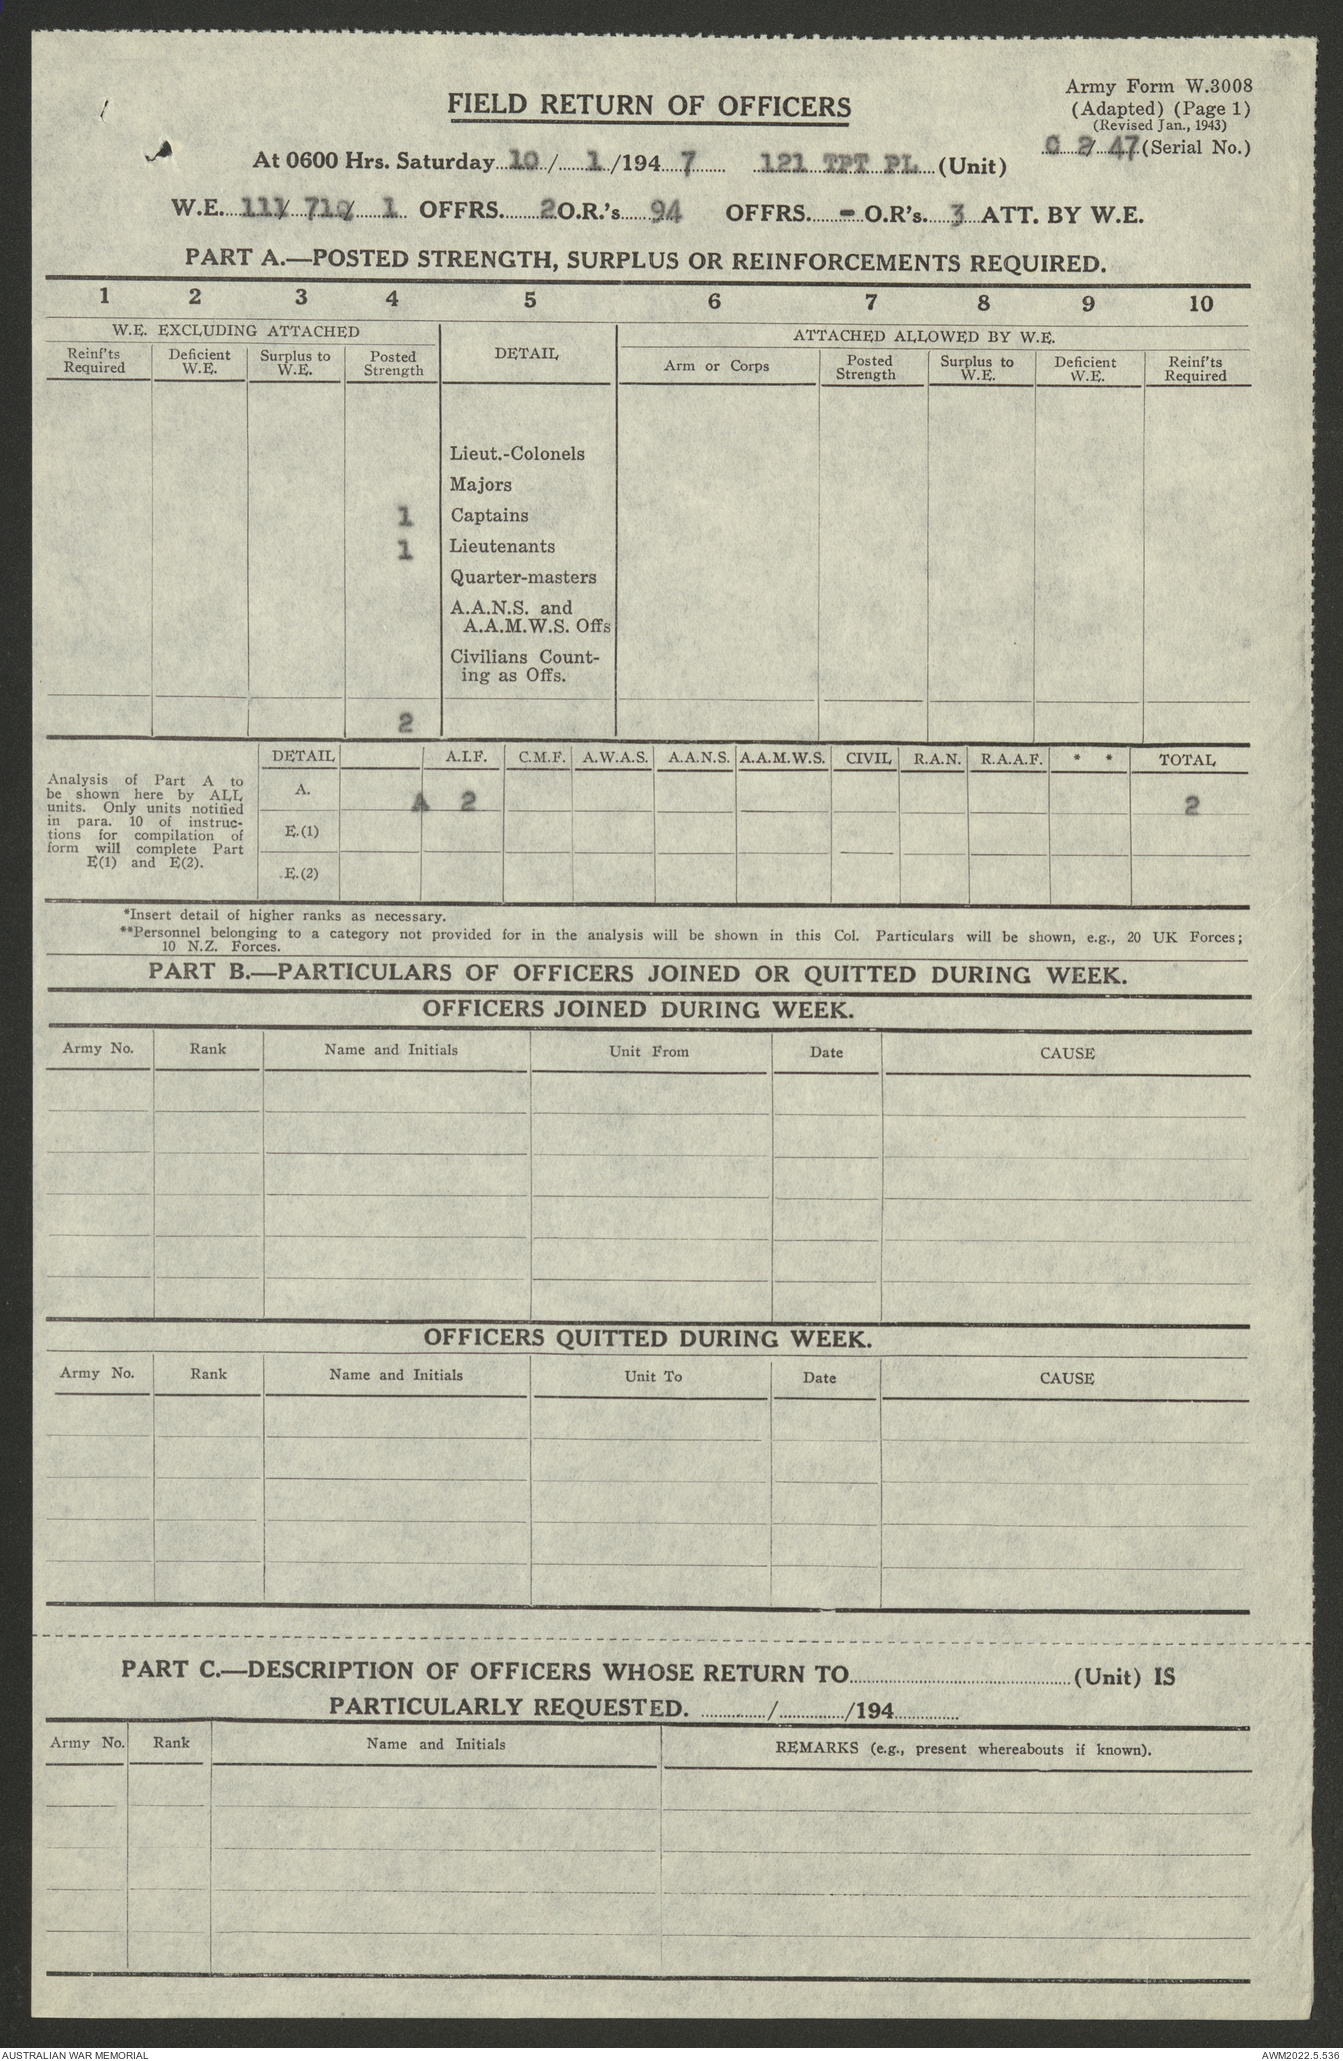 Army Form W.3008
FIELD RETURN OF OFFICERS
(Adapted) (Page 1)
(Revised Jan., 1943)
At 0600 Hrs. Saturday 10 / 1 /194 7 121 TPT PL (Unit)
O 2/ 47 (Serial No.)
W.E. 111/ 710/ 1 OFFRS. 2 O.R.'s 94 OFFRS. - O.R's. 3 ATT. BY W.E.
PART A.—POSTED STRENGTH, SURPLUS OR REINFORCEMENTS REQUIRED.
1 2 3 4 5 6 7 8 9 10
W.E. EXCLUDING ATTACHED DETAIL ATTACHED ALLOWED BY W.E.
Reinf'ts Required Deficient W.E. Surplus to W.E. Posted Strength Arm or Corps Posted Strength Surplus to W.E. Deficient W.E. Reinf'ts Required
Lieut.-Colonels
Majors
1 Captains
1 Lieutenants
Quarter-masters
A.A.N.S. and
A.A.M.W.S. Offs
Civilians Count-
ing as Offs.
2
DETAIL A.I.F. C.M.F. A.W.A.S. A.A.N.S. A.A.M.W.S. CIVIL R.A.N. R.A.A.F. * * TOTAL
Analysis of Part A to
be shown here by ALL
units. Only units notified
in para. 10 of instruc-
tions for compilation of
form will complete Part
E(1) and E(2).
A. A 2 2
E.(1)
E.(2)
*Insert detail of higher ranks as necessary.
**Personnel belonging to a category not provided for in the analysis will be shown in this Col. Particulars will be shown, e.g., 20 UK Forces;
10 N.Z. Forces.
PART B.—PARTICULARS OF OFFICERS JOINED OR QUITTED DURING WEEK.
OFFICERS JOINED DURING WEEK.
Army No. Rank Name and Initials Unit From Date CAUSE
OFFICERS QUITTED DURING WEEK.
Army No. Rank Name and Initials Unit To Date CAUSE
PART C.—DESCRIPTION OF OFFICERS WHOSE RETURN TO (Unit) IS
PARTICULARLY REQUESTED. / /194
Army No. Rank Name and Initials REMARKS (e.g., present whereabouts if known).
AUSTRALIAN WAR MEMORIAL AWM2022.5.536